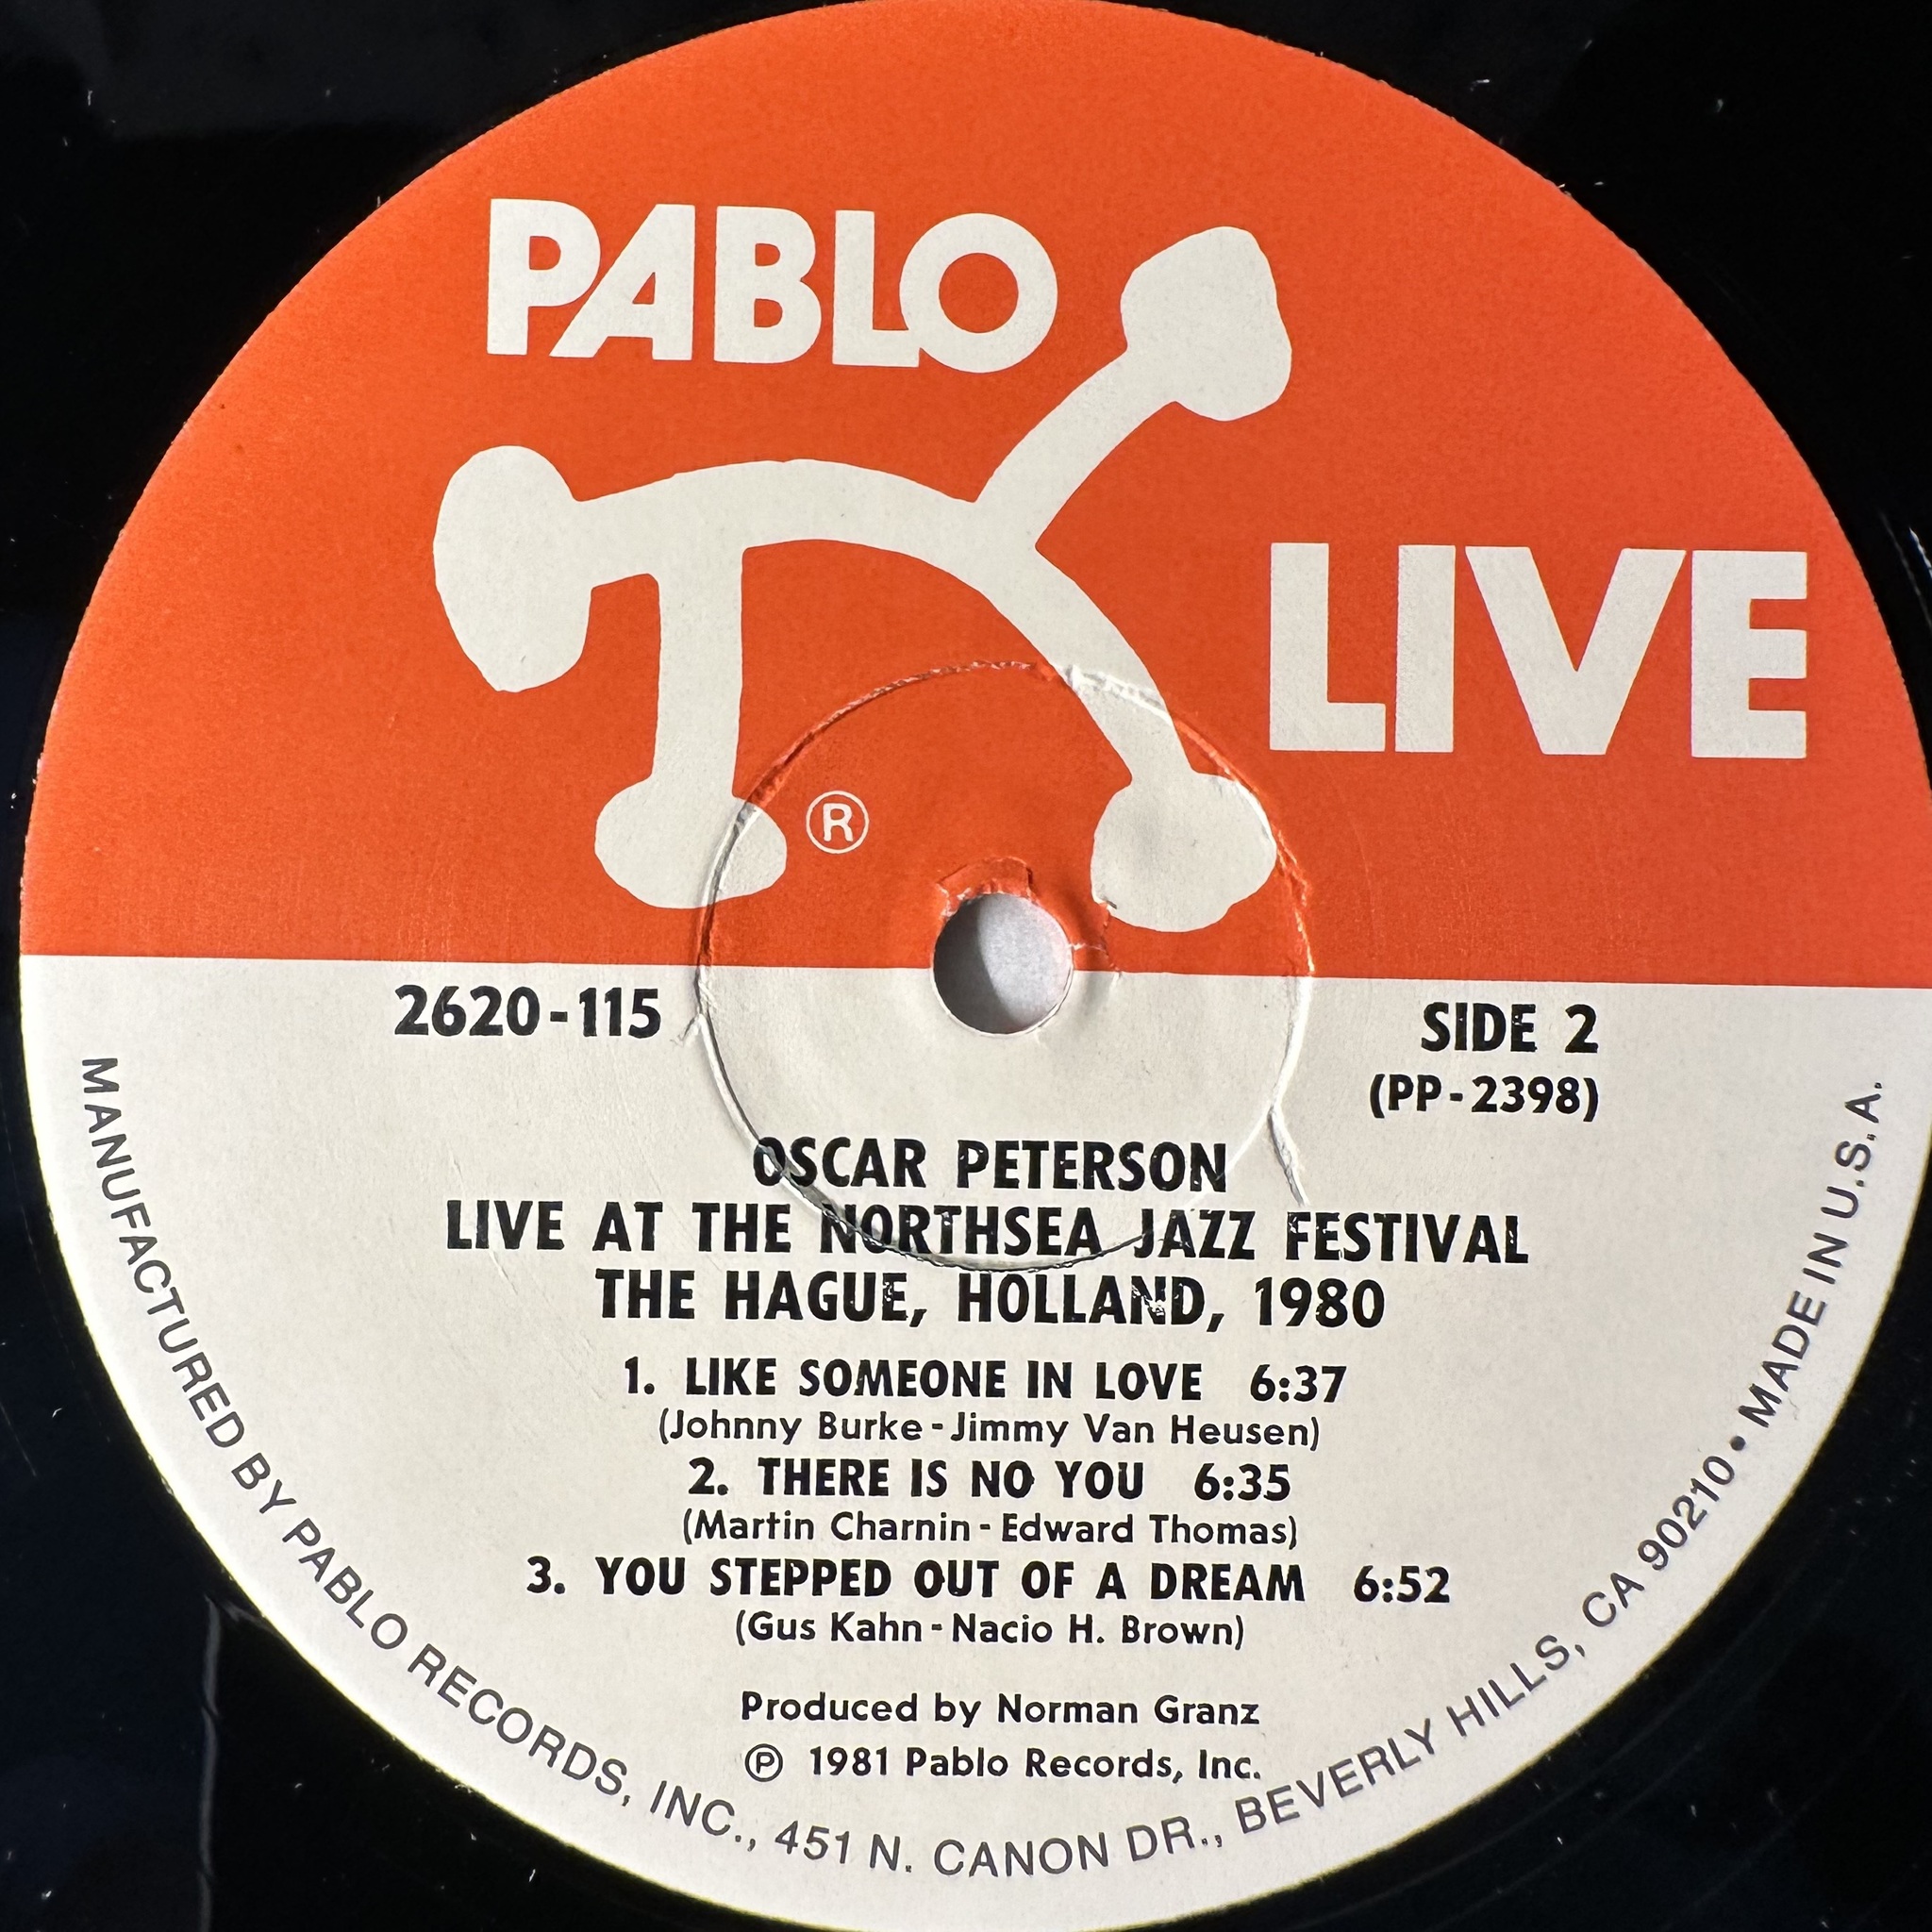 PABLO
LIVE
®
2620-115
SIDE 2
(PP-2398)
OSCAR PETERSON
LIVE AT THE NORTHSEA JAZZ FESTIVAL
THE HAGUE, HOLLAND, 1980
1. LIKE SOMEONE IN LOVE 6:37
(Johnny Burke-Jimmy Van Heusen)
2. THERE IS NO YOU 6:35
(Martin Charnin-Edward Thomas)
3. YOU STEPPED OUT OF A DREAM 6:52
(Gus Kahn-Nacio H. Brown)
Produced by Norman Granz
℗ 1981 Pablo Records, Inc.
MANUFACTURED BY PABLO RECORDS, INC., 451 N. CANON DR., BEVERLY HILLS, CA 90210 • MADE IN U.S.A.